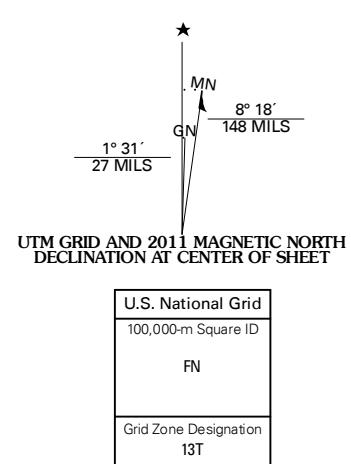 ★
MN
8° 18´
148 MILS
GN
1° 31´
27 MILS
UTM GRID AND 2011 MAGNETIC NORTH
DECLINATION AT CENTER OF SHEET
U.S. National Grid
100,000-m Square ID
FN
Grid Zone Designation
13T